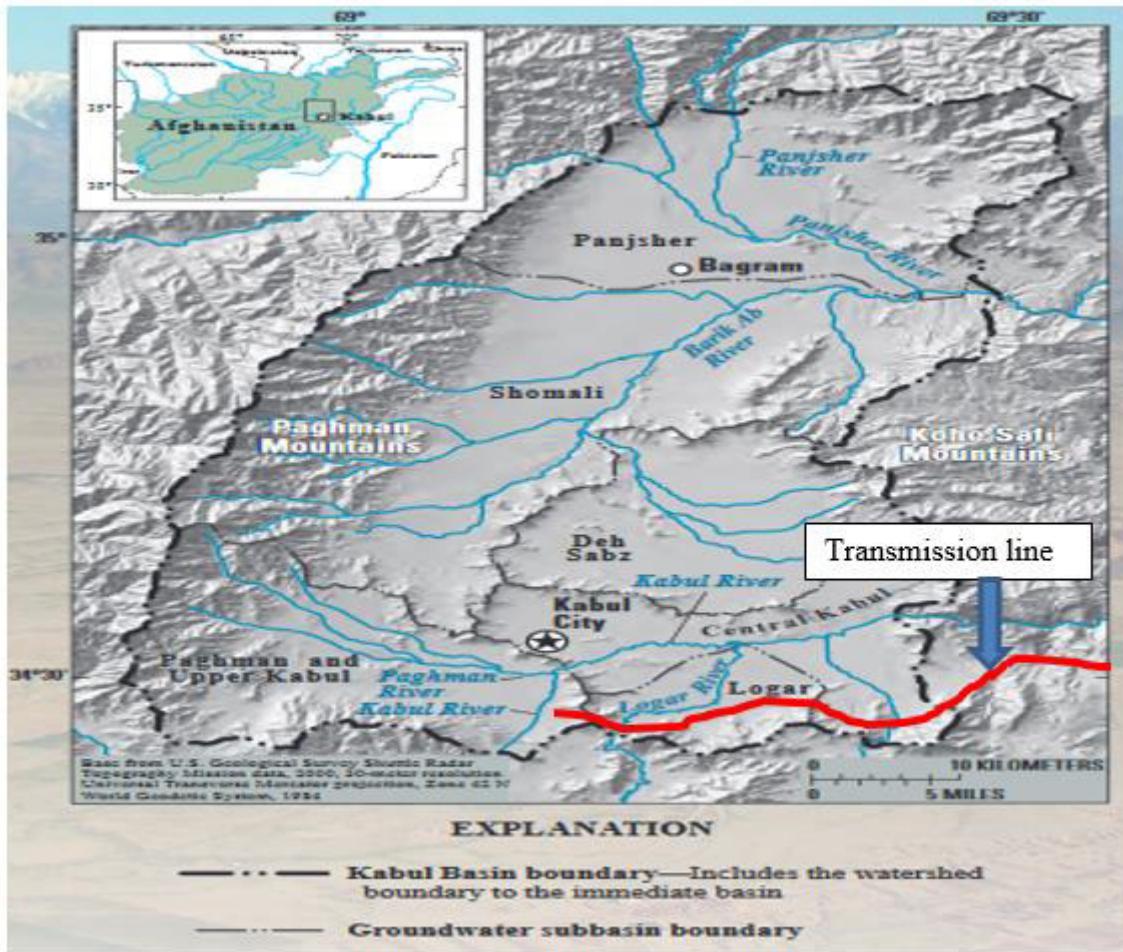 69°
69°30'
35°
Afghanistan
Kabul
Pakistan
Panjsher
River
Panjsher River
35°
Panjsher
Bagram
Barik Ab
River
Shomali
Paghman
Mountains
Koho Safi
Mountains
Transmission line
Deh
Sabz
Kabul River
Kabul
City
Central Kabul
34°30'
Paghman and
Upper Kabul
Paghman
River
Kabul River
Logar River
Logar
Base from U.S. Geological Survey Shuttle Radar
Topography Mission data, 2000, 30-meter resolution
Universal Transverse Mercator projection, Zone 42 N
World Geodetic System, 1984
0 10 KILOMETERS
0 5 MILES
EXPLANATION
Kabul Basin boundary—Includes the watershed
boundary to the immediate basin
Groundwater subbasin boundary